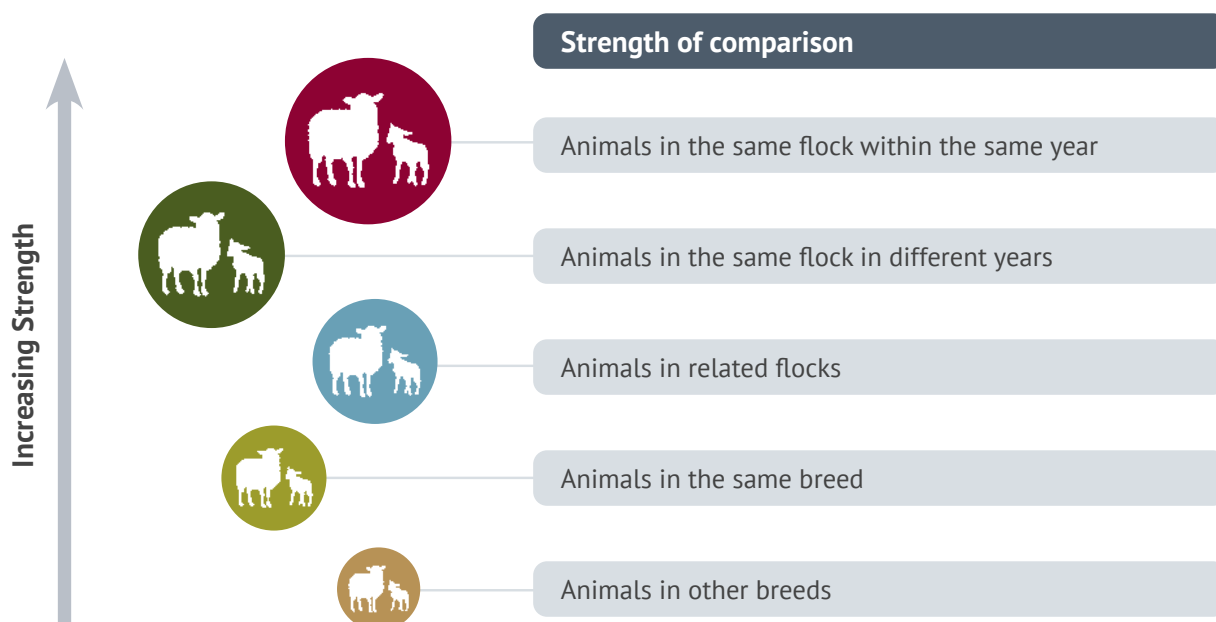 Strength of comparison
Increasing Strength
Animals in the same flock within the same year
Animals in the same flock in different years
Animals in related flocks
Animals in the same breed
Animals in other breeds